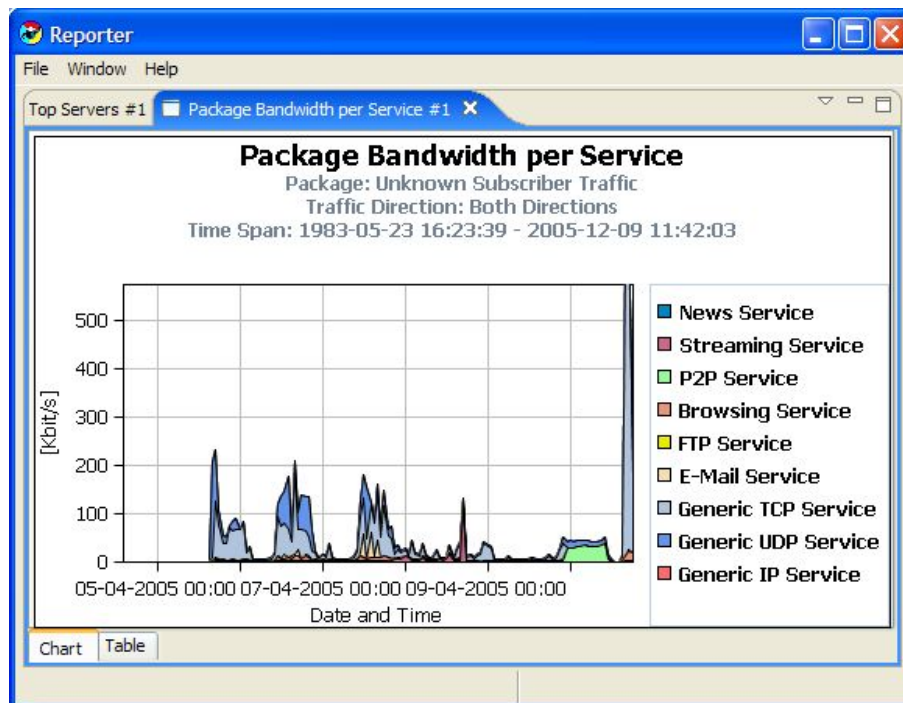 Reporter
File Window Help
Top Servers #1 Package Bandwidth per Service #1
Package Bandwidth per Service
Package: Unknown Subscriber Traffic
Traffic Direction: Both Directions
Time Span: 1983-05-23 16:23:39 - 2005-12-09 11:42:03
500
400
300
200
100
0
[Kbit/s]
05-04-2005 00:00 07-04-2005 00:00 09-04-2005 00:00
Date and Time
News Service
Streaming Service
P2P Service
Browsing Service
FTP Service
E-Mail Service
Generic TCP Service
Generic UDP Service
Generic IP Service
Chart Table